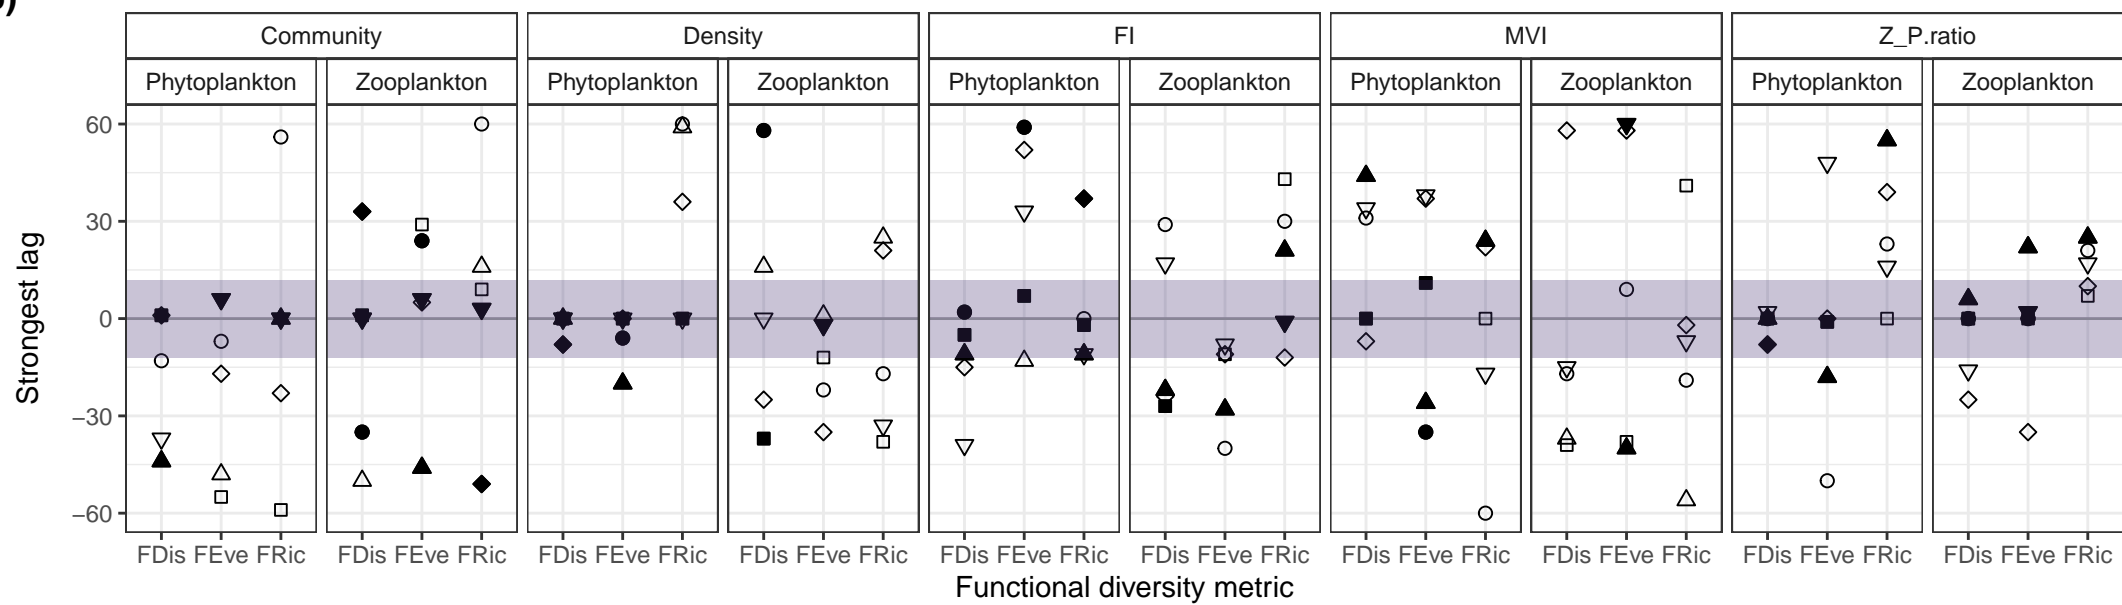 Community Density FI MVI Z_P.ratio
Phytoplankton Zooplankton Phytoplankton Zooplankton Phytoplankton Zooplankton Phytoplankton Zooplankton Phytoplankton Zooplankton
60
30
0
−30
−60
Strongest lag
FDis FEve FRic FDis FEve FRic FDis FEve FRic FDis FEve FRic FDis FEve FRic FDis FEve FRic FDis FEve FRic FDis FEve FRic FDis FEve FRic FDis FEve FRic
Functional diversity metric